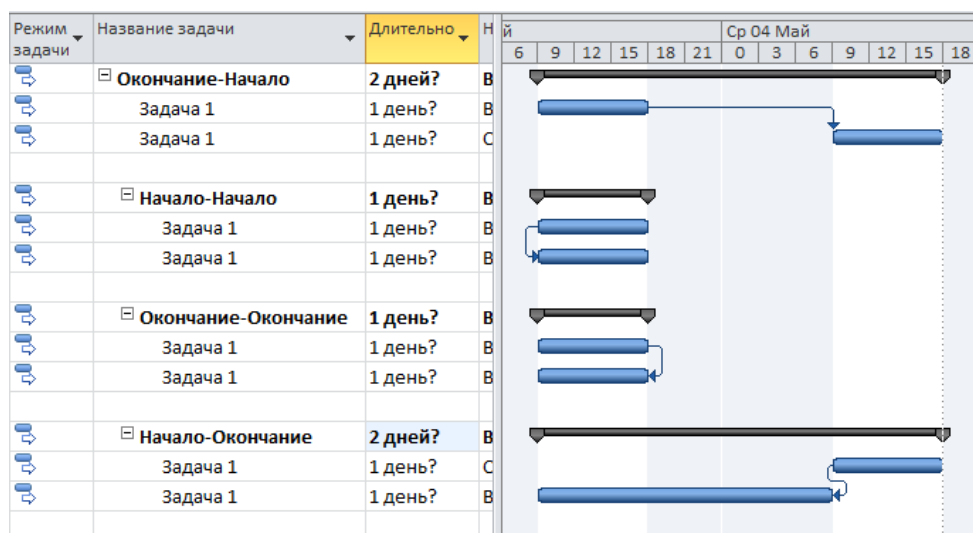 Режим задачи Название задачи Длительно Н й Ср 04 Май
6 9 12 15 18 21 0 3 6 9 12 15 18
Окончание-Начало 2 дней? В
Задача 1 1 день? В
Задача 1 1 день? С
Начало-Начало 1 день? В
Задача 1 1 день? В
Задача 1 1 день? В
Окончание-Окончание 1 день? В
Задача 1 1 день? В
Задача 1 1 день? В
Начало-Окончание 2 дней? В
Задача 1 1 день? С
Задача 1 1 день? В